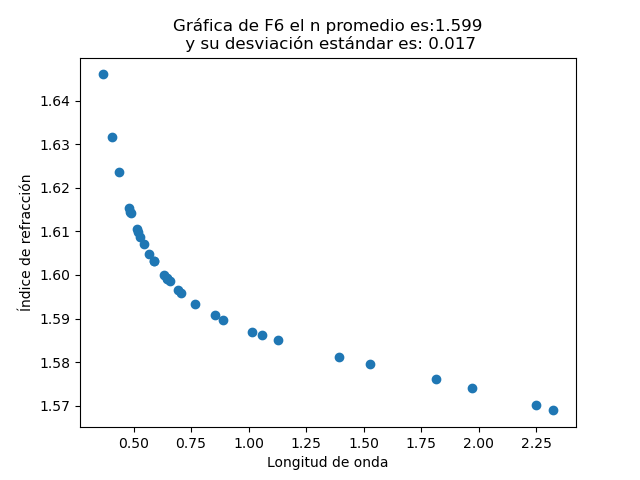 Gráfica de F6 el n promedio es:1.599
y su desviación estándar es: 0.017
1.64
1.63
1.62
1.61
1.60
1.59
1.58
1.57
Índice de refracción
0.50 0.75 1.00 1.25 1.50 1.75 2.00 2.25
Longitud de onda